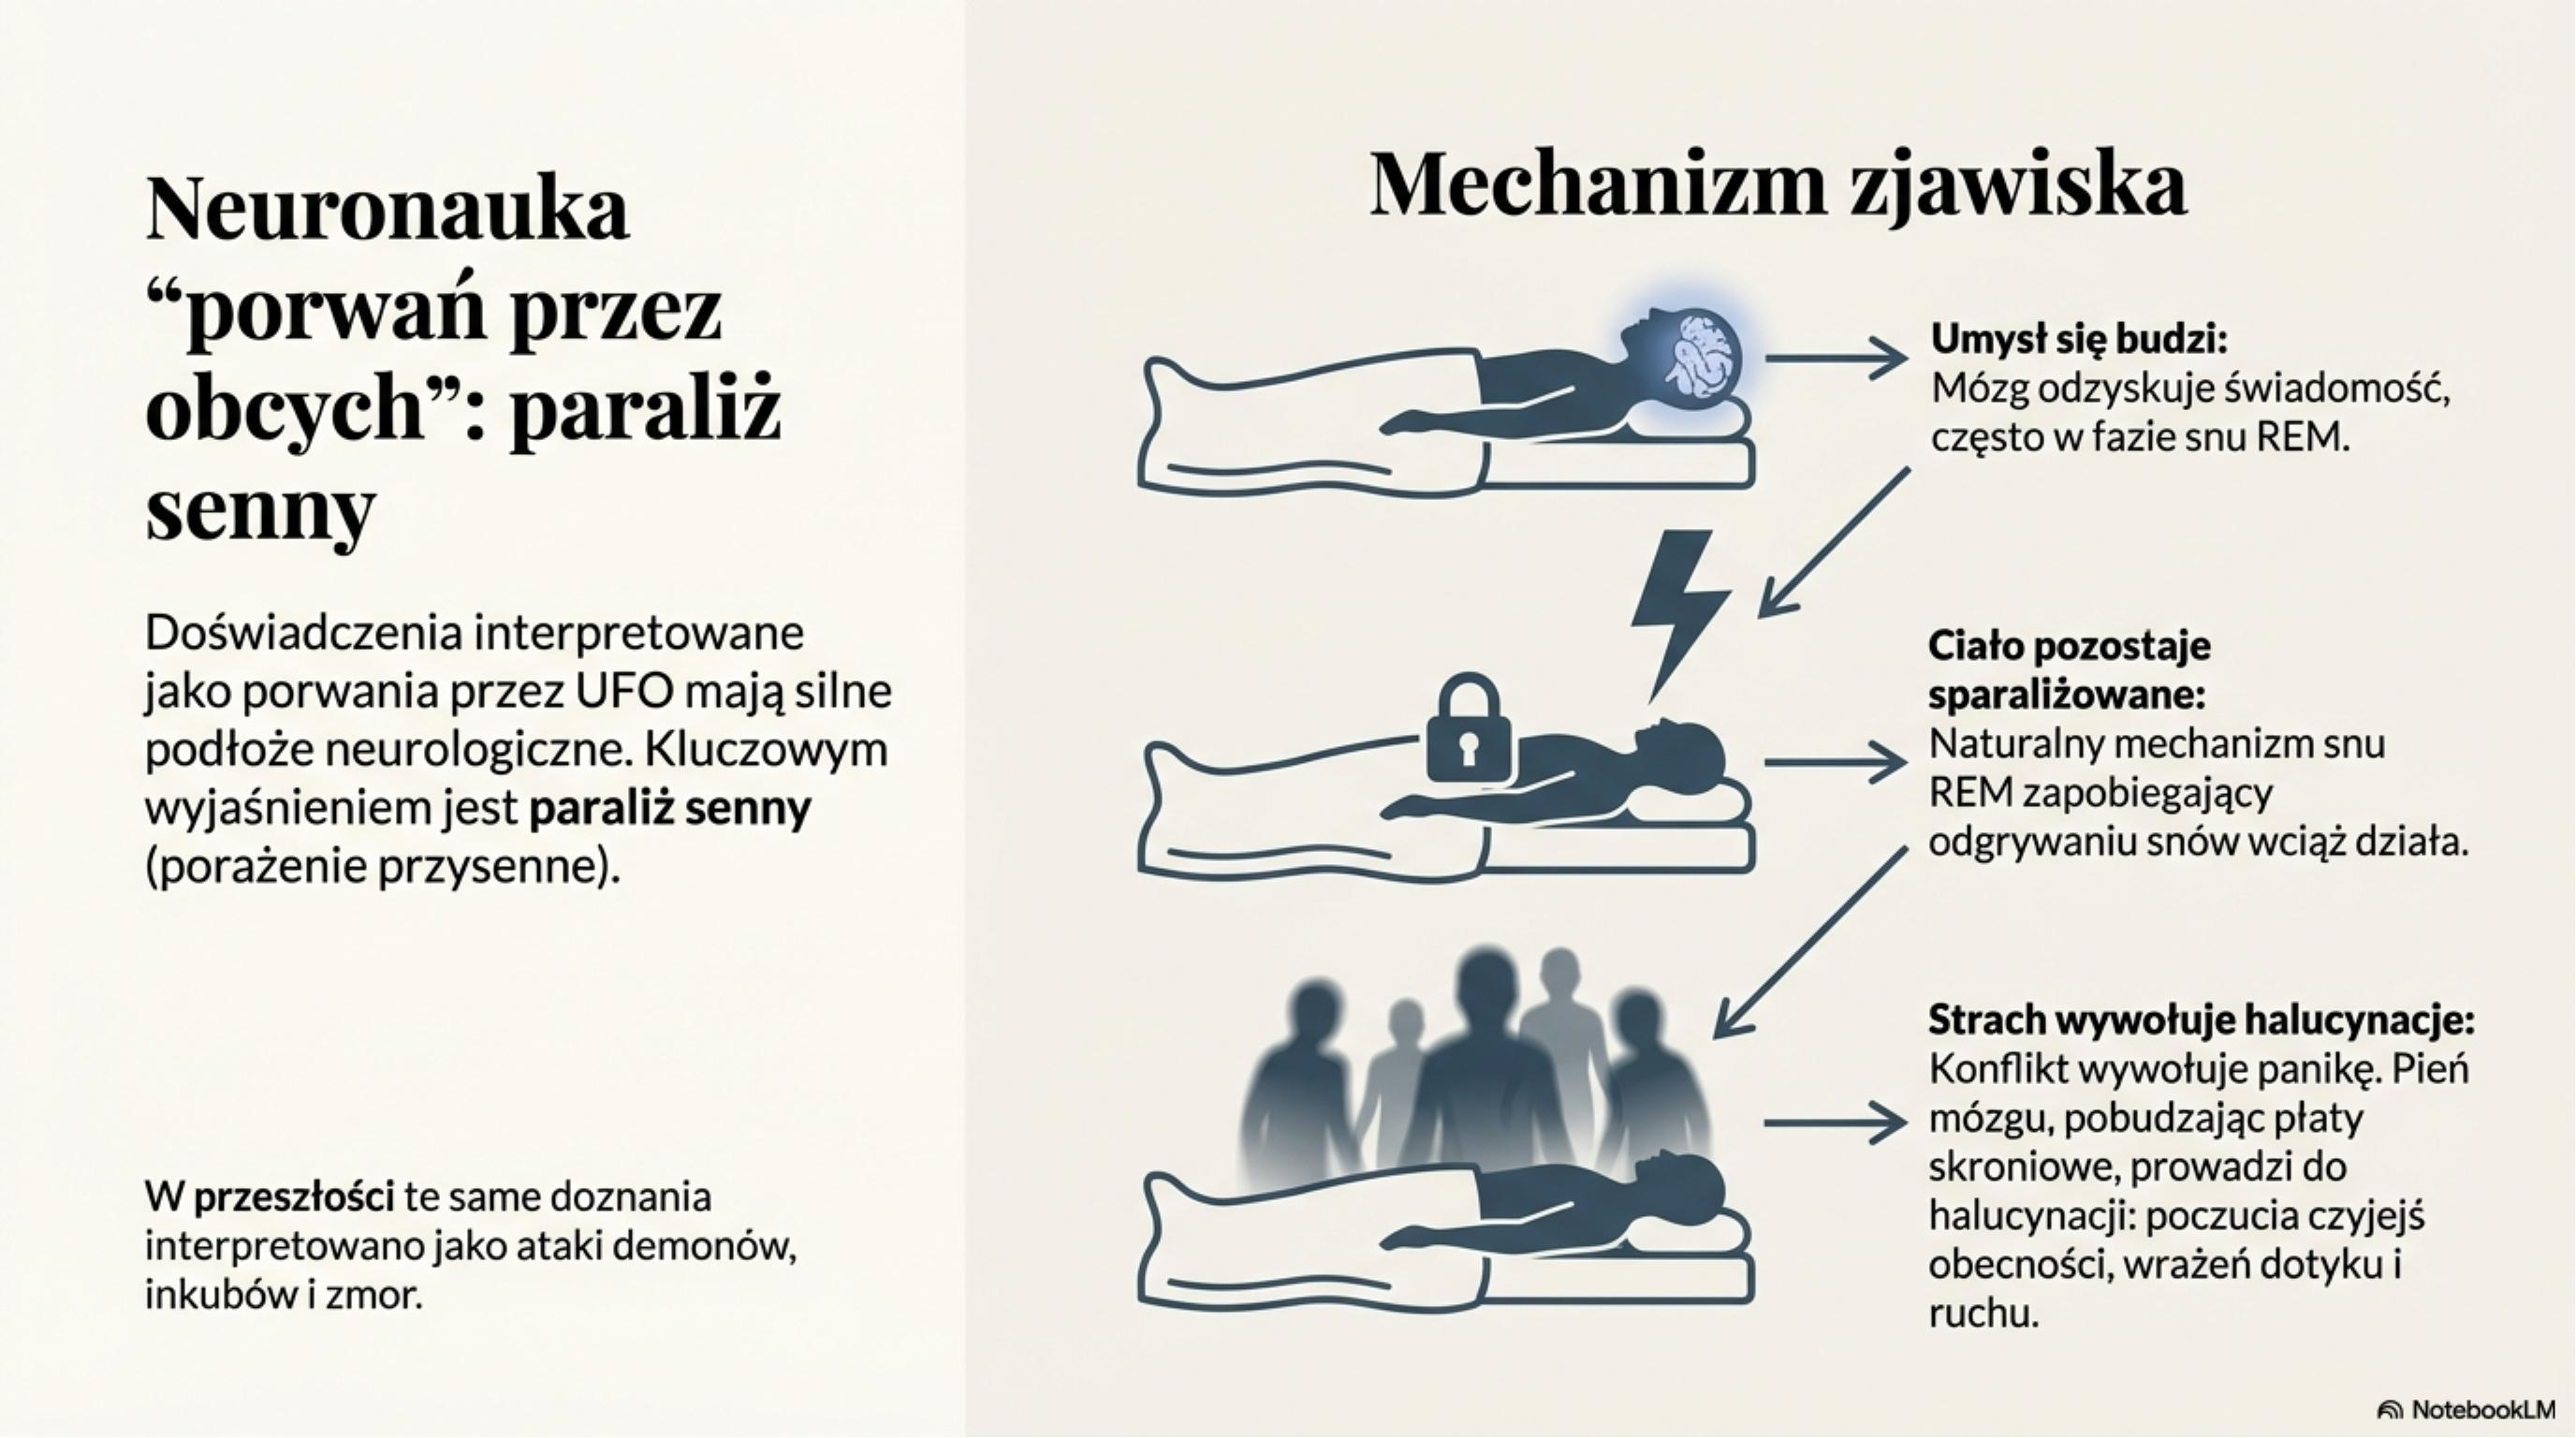 Neuronauka
“porwań przez
obcych”: paraliż
senny
Doświadczenia interpretowane
jako porwania przez UFO mają silne
podłoże neurologiczne. Kluczowym
wyjaśnieniem jest paraliż senny
(porażenie przysenne).
W przeszłości te same doznania
interpretowano jako ataki demonów,
inkubów i zmor.
Mechanizm zjawiska
Umysł się budzi:
Mózg odzyskuje świadomość,
często w fazie snu REM.
Ciało pozostaje
sparaliżowane:
Naturalny mechanizm snu
REM zapobiegający
odgrywaniu snów wciąż działa.
Strach wywołuje halucynacje:
Konflikt wywołuje panikę. Pień
mózgu, pobudzając płaty
skroniowe, prowadzi do
halucynacji: poczucia czyjejś
obecności, wrażeń dotyku i
ruchu.
NotebookLM